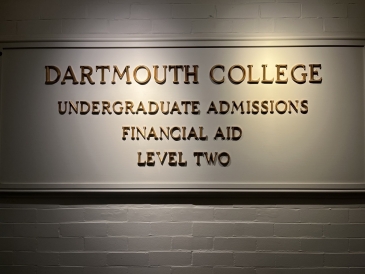 DARTMOUTH COLLEGE
UNDERGRADUATE ADMISSIONS
FINANCIAL AID
LEVEL TWO